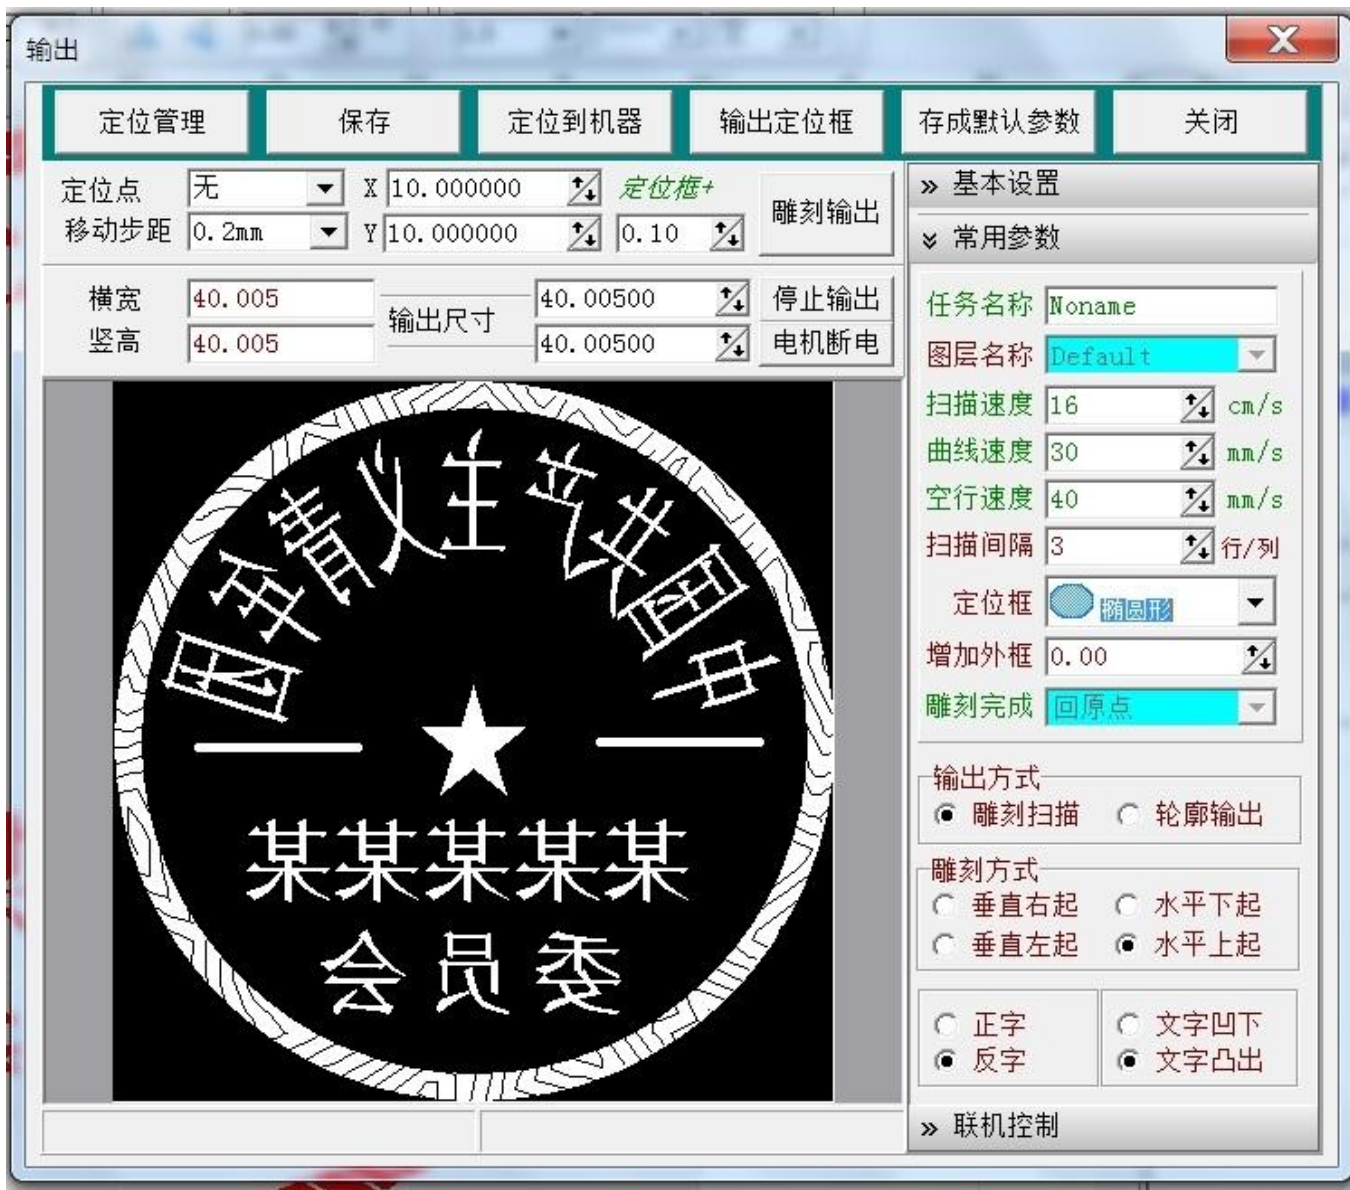 输出
定位管理 保存 定位到机器 输出定位框 存成默认参数 关闭
定位点 无 X 10.000000 定位框+
移动步距 0.2mm Y 10.000000 0.10 雕刻输出
横宽 40.005 输出尺寸 40.00500 停止输出
竖高 40.005 40.00500 电机断电
中国共产主义青年团
某某某某某
委员会
基本设置
常用参数
任务名称 Noname
图层名称 Default
扫描速度 16 cm/s
曲线速度 30 mm/s
空行速度 40 mm/s
扫描间隔 3 行/列
定位框 椭圆形
增加外框 0.00
雕刻完成 回原点
输出方式
雕刻扫描 轮廓输出
雕刻方式
垂直右起 水平下起
垂直左起 水平上起
正字 文字凹下
反字 文字凸出
联机控制